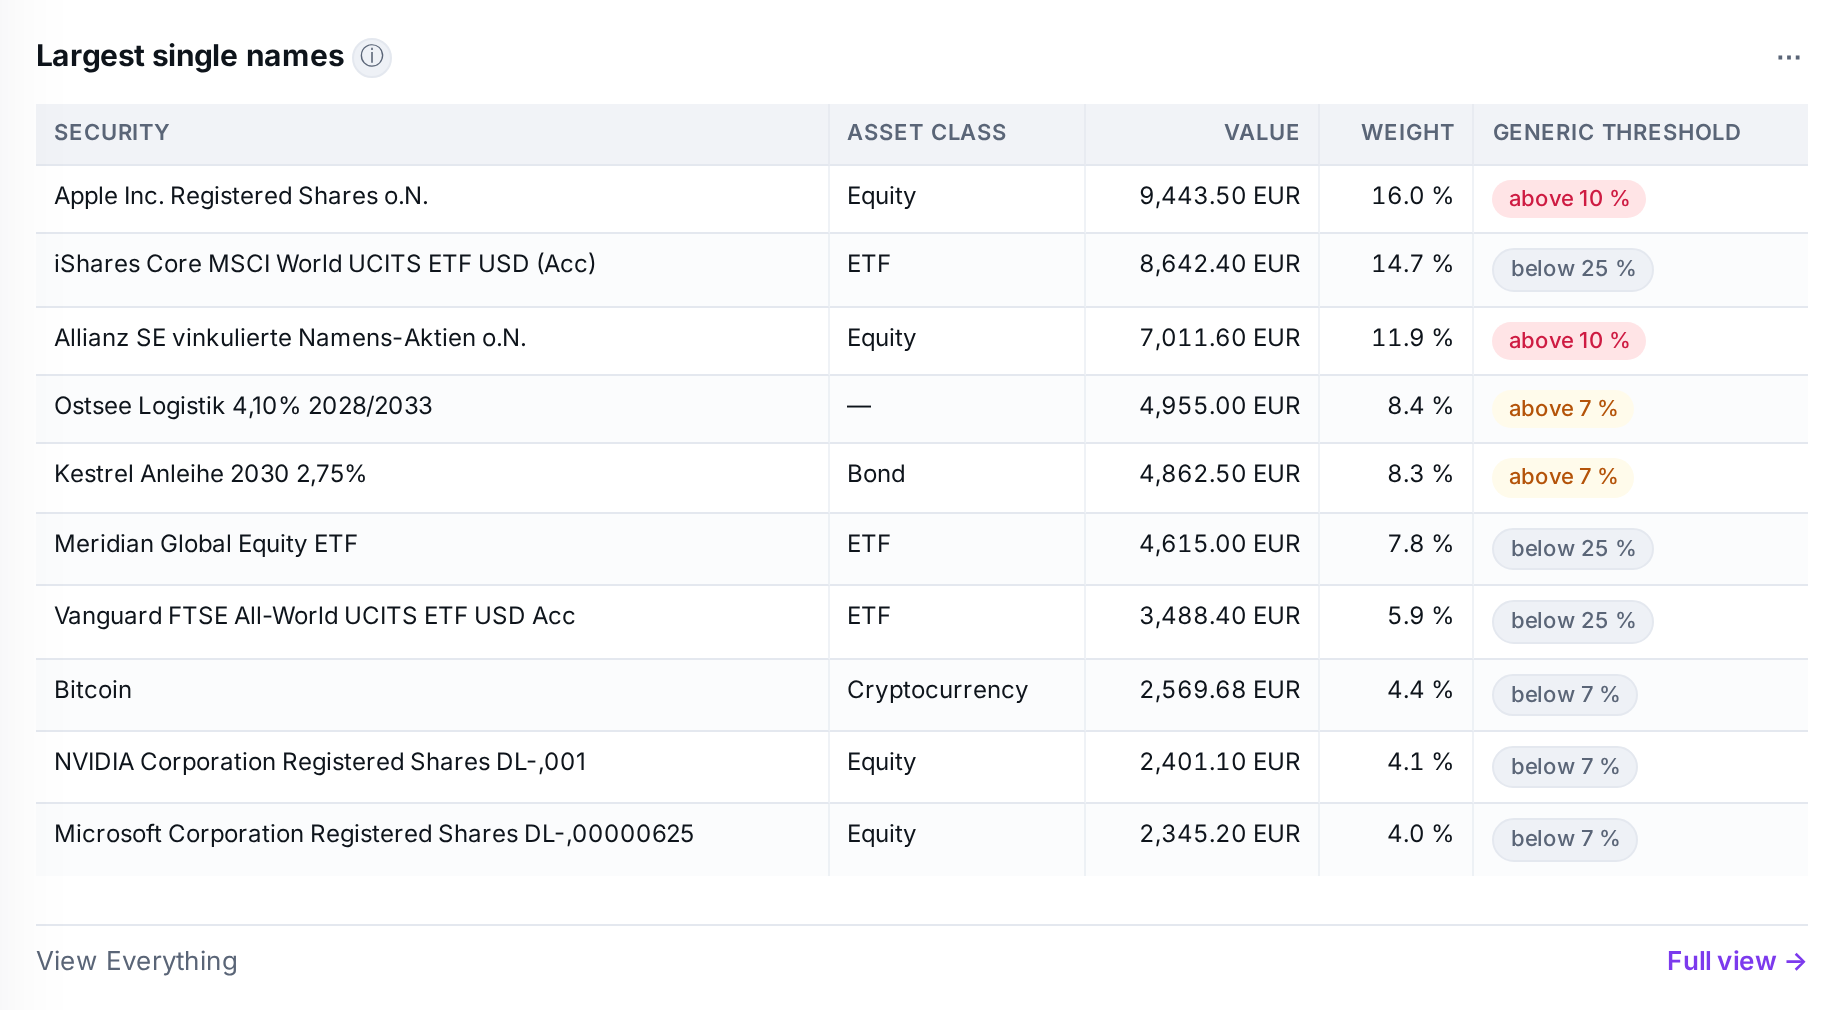 Largest single names ⓘ ...
SECURITY ASSET CLASS VALUE WEIGHT GENERIC THRESHOLD
Apple Inc. Registered Shares o.N. Equity 9,443.50 EUR 16.0 % above 10 %
iShares Core MSCI World UCITS ETF USD (Acc) ETF 8,642.40 EUR 14.7 % below 25 %
Allianz SE vinkulierte Namens-Aktien o.N. Equity 7,011.60 EUR 11.9 % above 10 %
Ostsee Logistik 4,10% 2028/2033 — 4,955.00 EUR 8.4 % above 7 %
Kestrel Anleihe 2030 2,75% Bond 4,862.50 EUR 8.3 % above 7 %
Meridian Global Equity ETF ETF 4,615.00 EUR 7.8 % below 25 %
Vanguard FTSE All-World UCITS ETF USD Acc ETF 3,488.40 EUR 5.9 % below 25 %
Bitcoin Cryptocurrency 2,569.68 EUR 4.4 % below 7 %
NVIDIA Corporation Registered Shares DL-,001 Equity 2,401.10 EUR 4.1 % below 7 %
Microsoft Corporation Registered Shares DL-,00000625 Equity 2,345.20 EUR 4.0 % below 7 %
View Everything Full view →